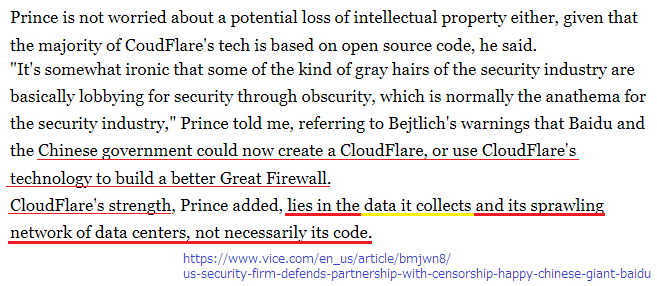 Prince is not worried about a potential loss of intellectual property either, given that
the majority of CoudFlare's tech is based on open source code, he said.
"It's somewhat ironic that some of the kind of gray hairs of the security industry are
basically lobbying for security through obscurity, which is normally the anathema for
the security industry," Prince told me, referring to Bejtlich's warnings that Baidu and
the Chinese government could now create a CloudFlare, or use CloudFlare's
technology to build a better Great Firewall.
CloudFlare's strength, Prince added, lies in the data it collects and its sprawling
network of data centers, not necessarily its code.
https://www.vice.com/en_us/article/bmjwn8/
us-security-firm-defends-partnership-with-censorship-happy-chinese-giant-baidu